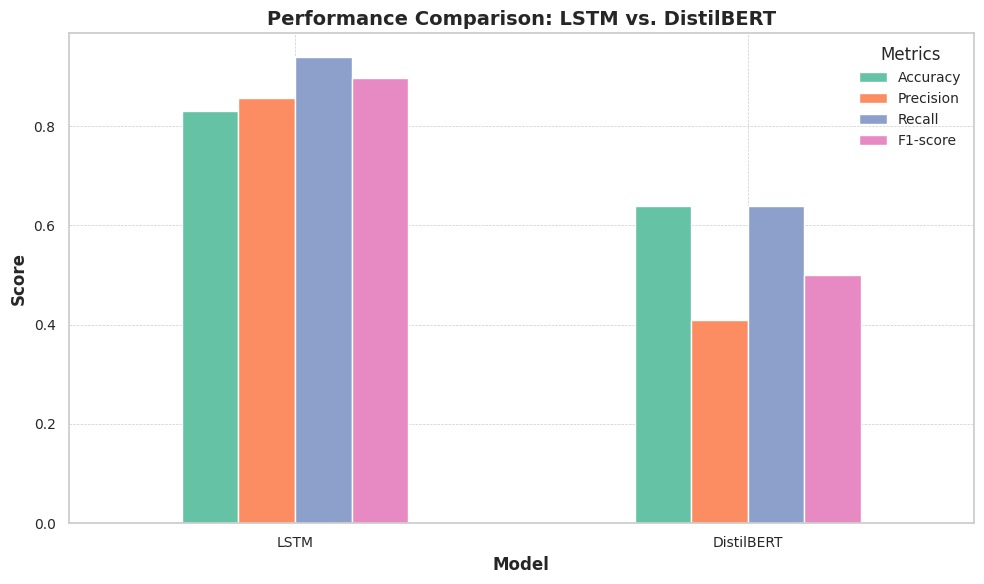 Performance Comparison: LSTM vs. DistilBERT
Metrics
Accuracy
Precision
Recall
F1-score
Score
0.8
0.6
0.4
0.2
0.0
LSTM
DistilBERT
Model